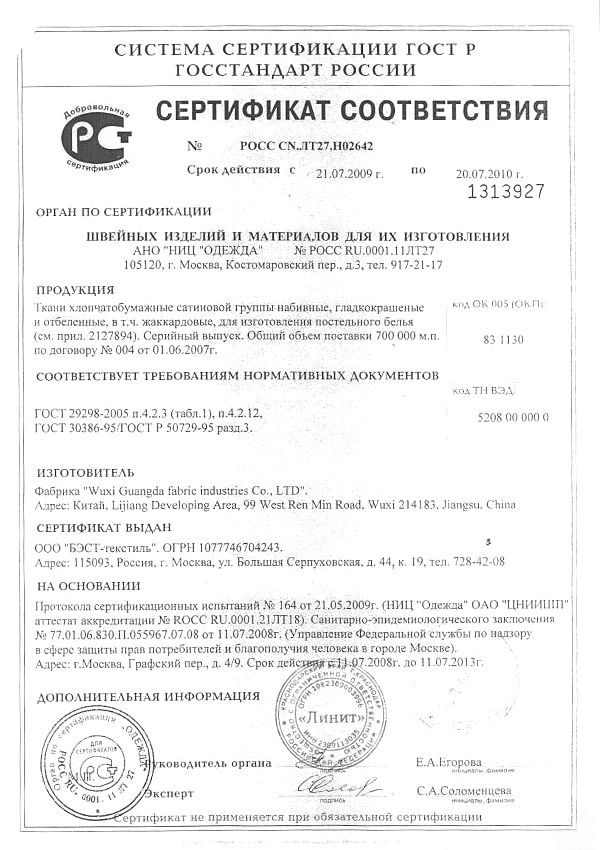 СИСТЕМА СЕРТИФИКАЦИИ ГОСТ Р
ГОССТАНДАРТ РОССИИ
Добровольная
сертификация
СЕРТИФИКАТ СООТВЕТСТВИЯ
№ РОСС CN.ЛТ27.Н02642
Срок действия с 21.07.2009 г. по 20.07.2010 г.
1313927
ОРГАН ПО СЕРТИФИКАЦИИ
ШВЕЙНЫХ ИЗДЕЛИЙ И МАТЕРИАЛОВ ДЛЯ ИХ ИЗГОТОВЛЕНИЯ
АНО "НИЦ "ОДЕЖДА" № РОСС RU.0001.11ЛТ27
105120, г. Москва, Костомаровский пер., д.3, тел. 917-21-17
ПРОДУКЦИЯ
Ткани хлопчатобумажные сатиновой группы набивные, гладкокрашеные
и отбеленные, в т.ч. жаккардовые, для изготовления постельного белья
(см. прил. 2127894). Серийный выпуск. Общий объем поставки 700 000 м.п.
по договору № 004 от 01.06.2007г.
код ОК 005 (ОКП):
83 1130
СООТВЕТСТВУЕТ ТРЕБОВАНИЯМ НОРМАТИВНЫХ ДОКУМЕНТОВ
код ТН ВЭД:
5208 00 000 0
ГОСТ 29298-2005 п.4.2.3 (табл.1), п.4.2.12,
ГОСТ 30386-95/ГОСТ Р 50729-95 разд.3.
ИЗГОТОВИТЕЛЬ
Фабрика "Wuxi Guangda fabric industries Co., LTD".
Адрес: Китай, Lijiang Developing Area, 99 West Ren Min Road, Wuxi 214183, Jiangsu, China
СЕРТИФИКАТ ВЫДАН
ООО "БЭСТ-текстиль". ОГРН 1077746704243.
Адрес: 115093, Россия, г. Москва, ул. Большая Серпуховская, д. 44, к. 19, тел. 728-42-08
НА ОСНОВАНИИ
Протокола сертификационных испытаний № 164 от 21.05.2009г. (НИЦ "Одежда" ОАО "ЦНИИШП"
аттестат аккредитации № ROCC RU.0001.21ЛТ18). Санитарно-эпидемиологического заключения
№ 77.01.06.830.П.055967.07.08 от 11.07.2008г. (Управление Федеральной службы по надзору
в сфере защиты прав потребителей и благополучия человека в городе Москве).
Адрес: г.Москва, Графский пер., д. 4/9. Срок действия с 11.07.2008г. до 11.07.2013г.
ДОПОЛНИТЕЛЬНАЯ ИНФОРМАЦИЯ
«Линит»
Орган по сертификации "ОДЕЖДА"
РОСС RU. 0001. 11 ЛТ 27
ДЛЯ
СЕРТИФИКАТОВ
М.П.
Руководитель органа
подпись
Е.А.Егорова
инициалы, фамилия
Эксперт
подпись
С.А.Соломенцева
инициалы, фамилия
Сертификат не применяется при обязательной сертификации